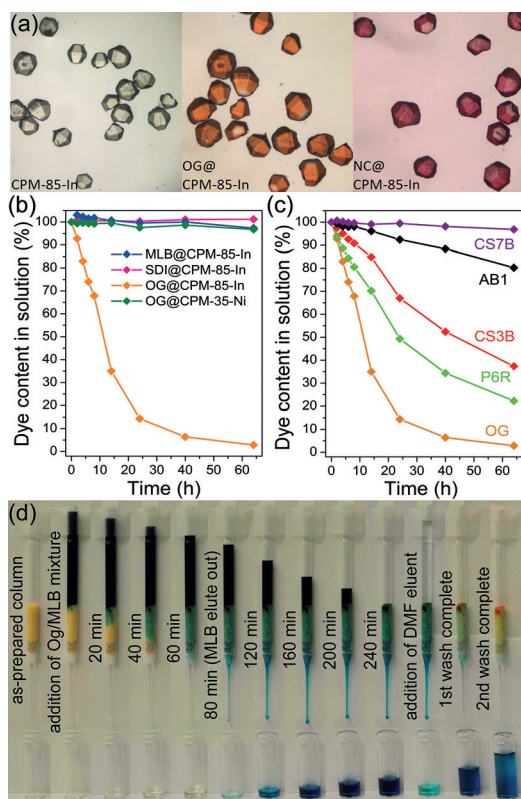 (a)
CPM-85-In
OG@
CPM-85-In
NC@
CPM-85-In
(b)
Dye content in solution (%)
100
90
80
70
60
50
40
30
20
10
0
MLB@CPM-85-In
SDI@CPM-85-In
OG@CPM-85-In
OG@CPM-35-Ni
0 10 20 30 40 50 60
Time (h)
(c)
Dye content in solution (%)
100
90
80
70
60
50
40
30
20
10
0
CS7B
AB1
CS3B
P6R
OG
0 10 20 30 40 50 60
Time (h)
(d)
as-prepared column
addition of Og/MLB mixture
20 min
40 min
60 min
80 min (MLB elute out)
120 min
160 min
200 min
240 min
addition of DMF eluent
1st wash complete
2nd wash complete